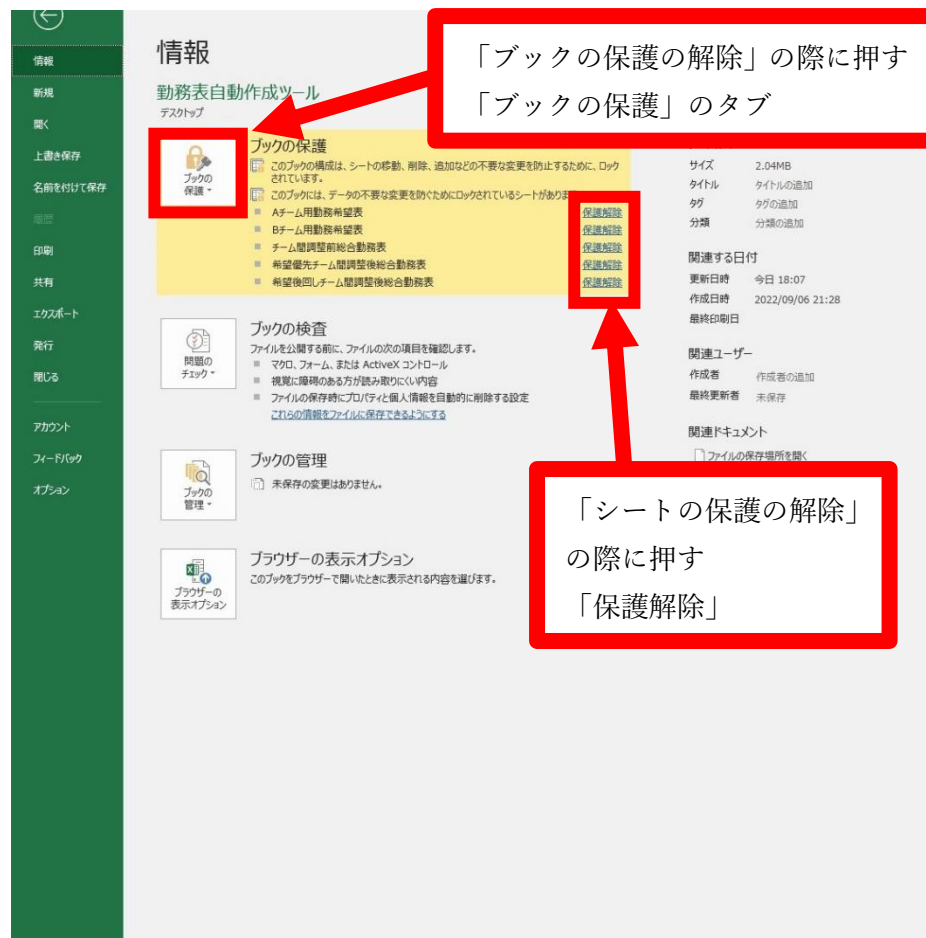 情報
新規
開く
上書き保存
名前を付けて保存
履歴
印刷
共有
エクスポート
発行
閉じる
アカウント
フィードバック
オプション
情報
勤務表自動作成ツール
デスクトップ
「ブックの保護の解除」の際に押す
「ブックの保護」のタブ
ブックの
保護
ブックの保護
このブックの構成は、シートの移動、削除、追加などの不要な変更を防止するために、ロック
されています。
このブックには、データの不要な変更を防ぐためにロックされているシートがあります
Aチーム用勤務希望表 保護解除
Bチーム用勤務希望表 保護解除
チーム間調整前総合勤務表 保護解除
希望優先チーム間調整後総合勤務表 保護解除
希望後回しチーム間調整後総合勤務表 保護解除
問題の
チェック
ブックの検査
ファイルを公開する前に、ファイルの次の項目を確認します。
マクロ、フォーム、または ActiveX コントロール
視覚に障碍のある方が読み取りにくい内容
ファイルの保存時にプロパティと個人情報を自動的に削除する設定
これらの情報をファイルに保存できるようにする
ブックの
管理
ブックの管理
未保存の変更はありません。
ブラウザーの
表示オプション
ブラウザーの表示オプション
このブックをブラウザーで開いたときに表示される内容を選びます。
サイズ 2.04MB
タイトル タイトルの追加
タグ タグの追加
分類 分類の追加
関連する日付
更新日時 今日 18:07
作成日時 2022/09/06 21:28
最終印刷日
関連ユーザー
作成者 作成者の追加
最終更新者 未保存
関連ドキュメント
ファイルの保存場所を開く
「シートの保護の解除」
の際に押す
「保護解除」